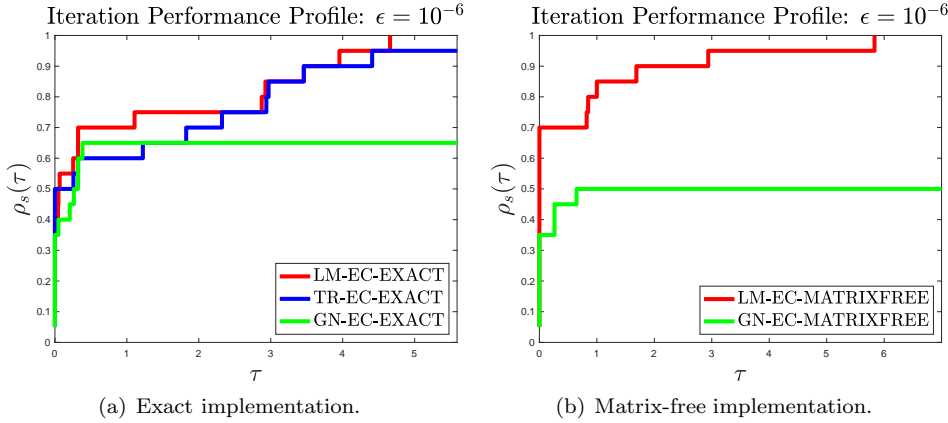 Iteration Performance Profile: ϵ = 10⁻⁶
ρₛ(τ)
1
0.9
0.8
0.7
0.6
0.5
0.4
0.3
0.2
0.1
0
0 1 2 3 4 5
τ
LM-EC-EXACT
TR-EC-EXACT
GN-EC-EXACT
(a) Exact implementation.
Iteration Performance Profile: ϵ = 10⁻⁶
ρₛ(τ)
1
0.9
0.8
0.7
0.6
0.5
0.4
0.3
0.2
0.1
0
0 1 2 3 4 5 6
τ
LM-EC-MATRIXFREE
GN-EC-MATRIXFREE
(b) Matrix-free implementation.